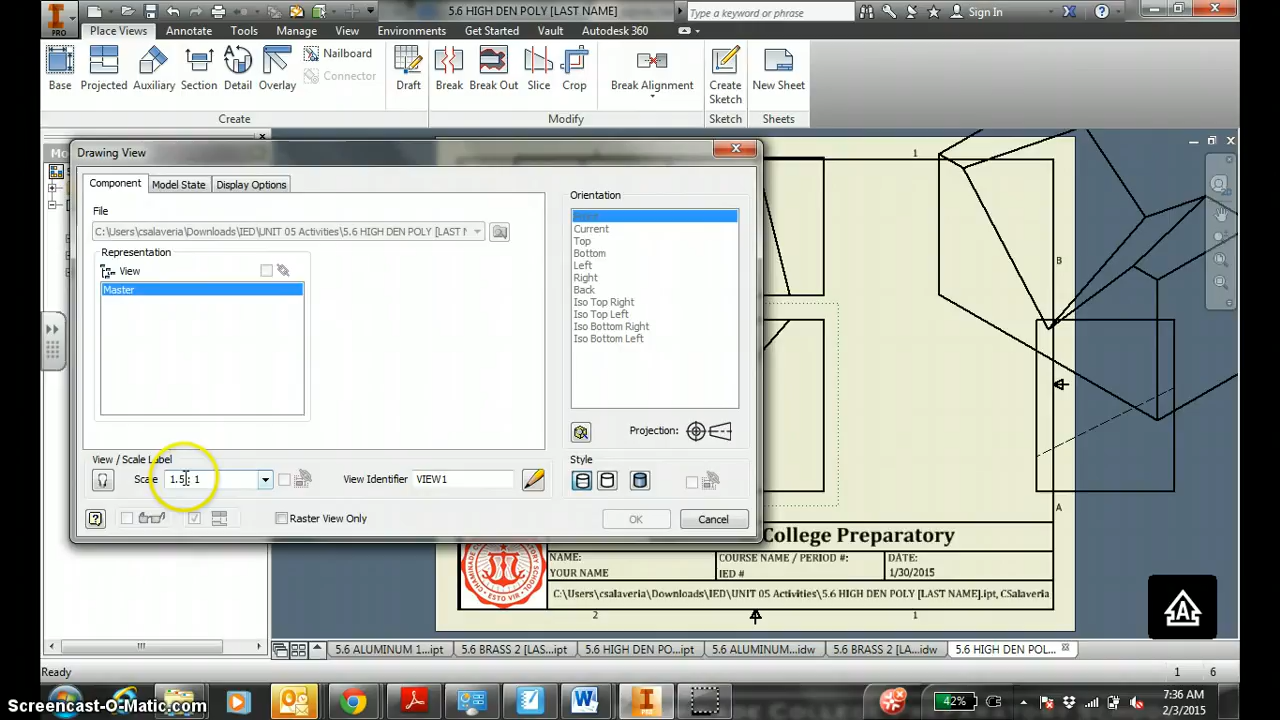 PRO
5.6 HIGH DEN POLY [LAST NAME]
Type a keyword or phrase
Sign In
Place Views
Annotate
Tools
Manage
View
Environments
Get Started
Vault
Autodesk 360
Base
Projected
Auxiliary
Section
Detail
Overlay
Nailboard
Connector
Draft
Break
Break Out
Slice
Crop
Break Alignment
Create Sketch
New Sheet
Create
Modify
Sketch
Sheets
Drawing View
Component
Model State
Display Options
File
C:\Users\csalaveria\Downloads\IED\UNIT 05 Activities\5.6 HIGH DEN POLY [LAST N
Representation
View
Master
Orientation
Current
Top
Bottom
Left
Right
Back
Iso Top Right
Iso Top Left
Iso Bottom Right
Iso Bottom Left
Projection:
View / Scale Label
Scale
1.5: 1
View Identifier
VIEW1
Style
Raster View Only
OK
Cancel
1
B
A
College Preparatory
NAME:
YOUR NAME
COURSE NAME / PERIOD #:
IED #
DATE:
1/30/2015
C:\Users\csalaveria\Downloads\IED\UNIT 05 Activities\5.6 HIGH DEN POLY [LAST NAME].ipt, CSalaveria
2
1
5.6 ALUMINUM 1...ipt
5.6 BRASS 2 [LAS...ipt
5.6 HIGH DEN PO...ipt
5.6 ALUMINUM...idw
5.6 BRASS 2 [LA...idw
5.6 HIGH DEN POL...
Ready
1
6
42%
7:36 AM
2/3/2015
Screencast-O-Matic.com